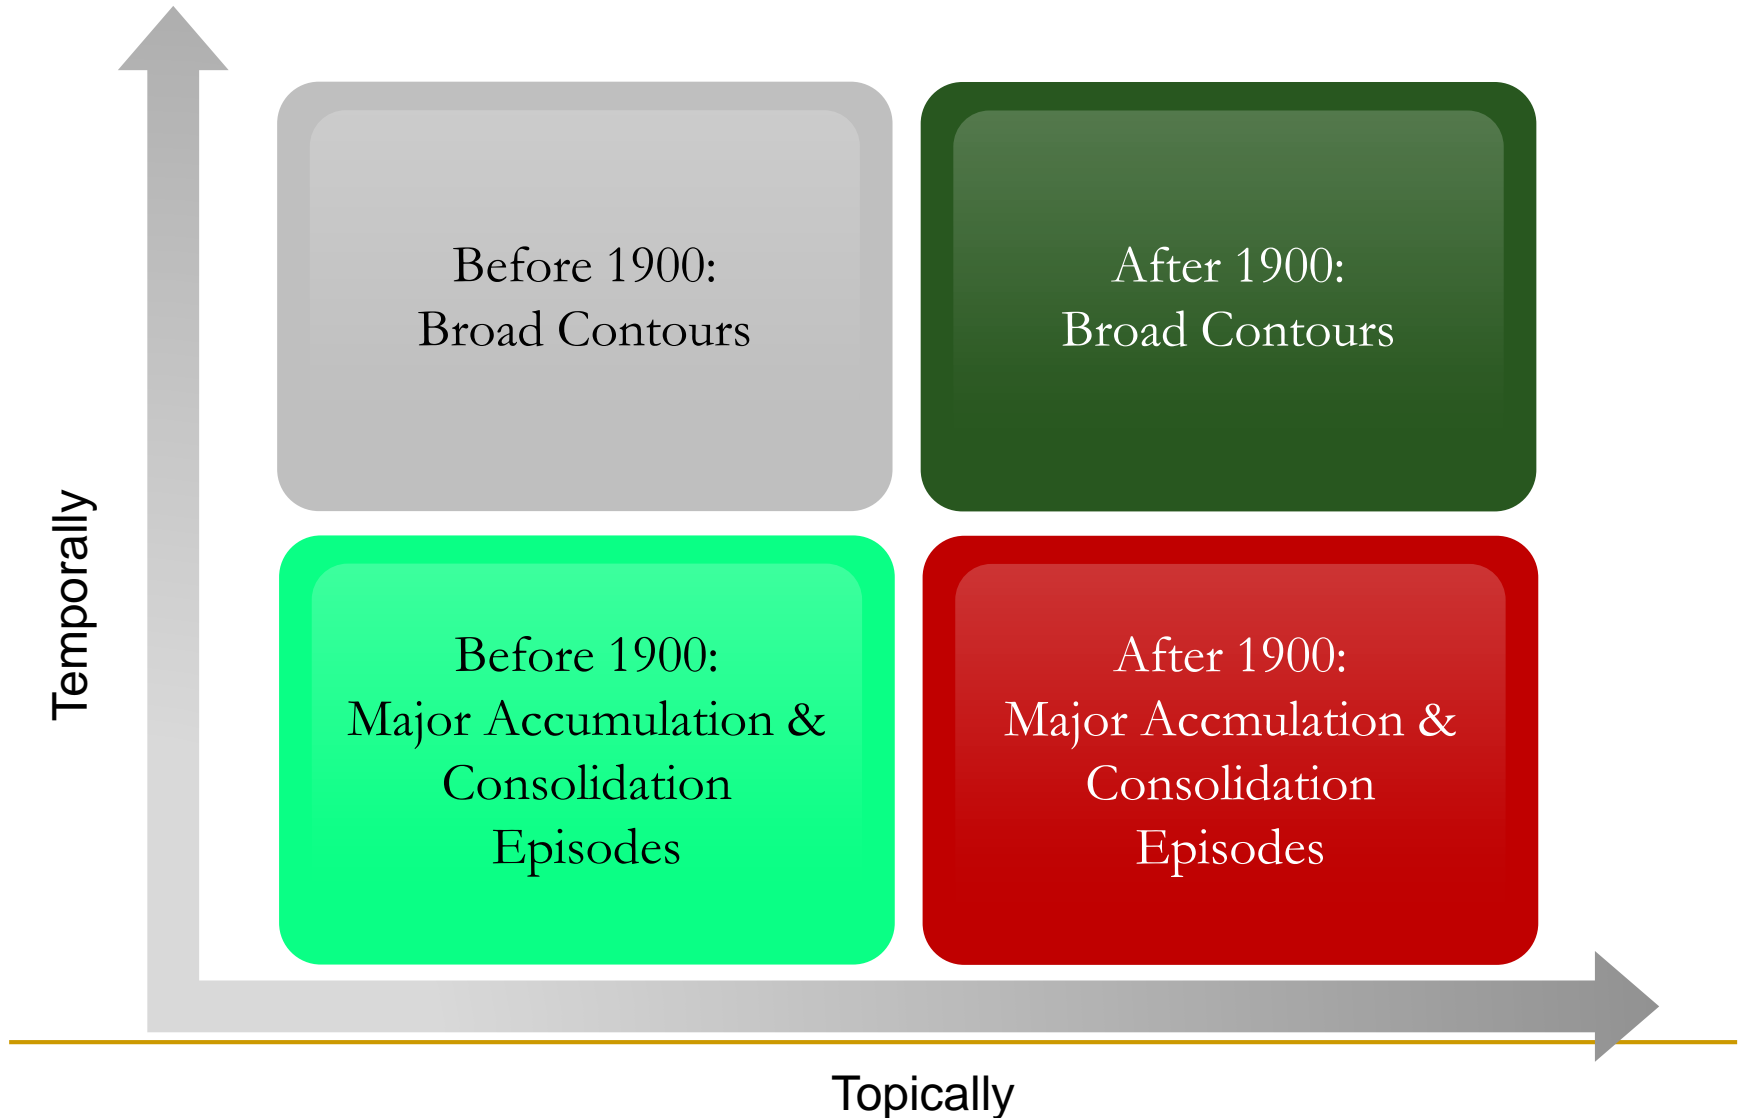 Temporally
Before 1900:
Broad Contours
After 1900:
Broad Contours
Before 1900:
Major Accumulation &
Consolidation
Episodes
After 1900:
Major Accmulation &
Consolidation
Episodes
Topically